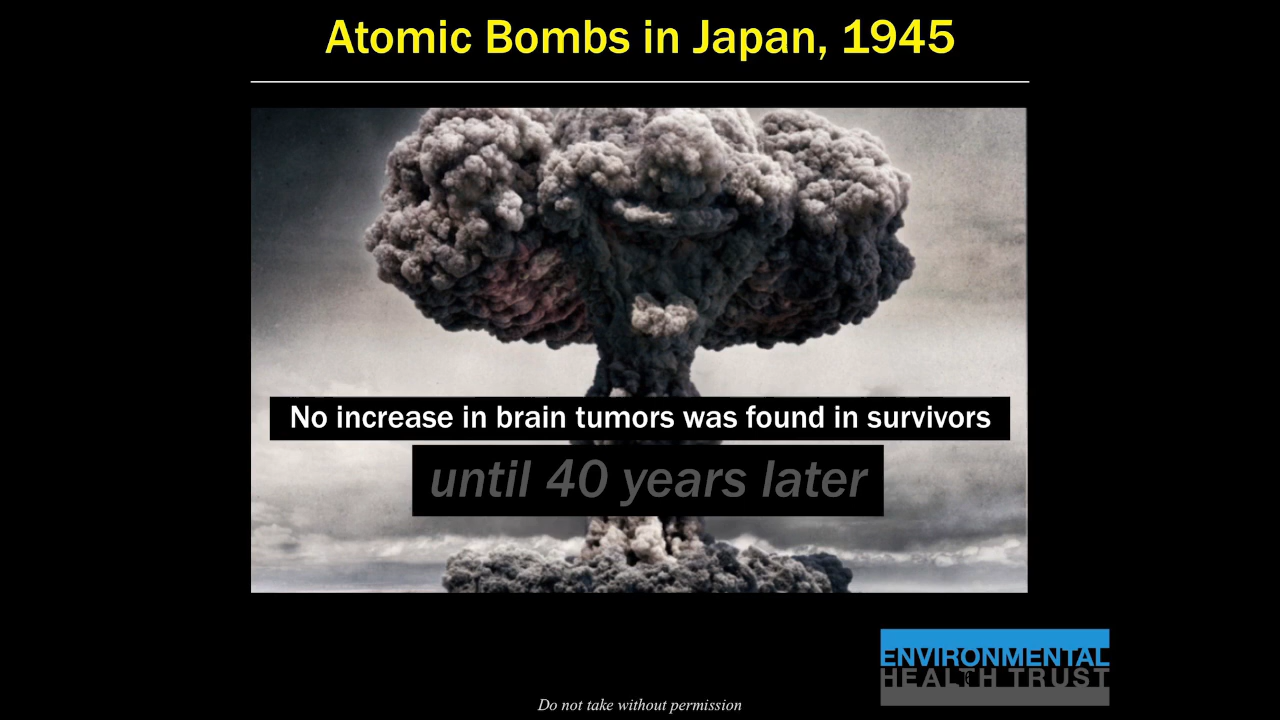 Atomic Bombs in Japan, 1945
No increase in brain tumors was found in survivors
until 40 years later
ENVIRONMENTAL
HEALTH TRUST
Do not take without permission